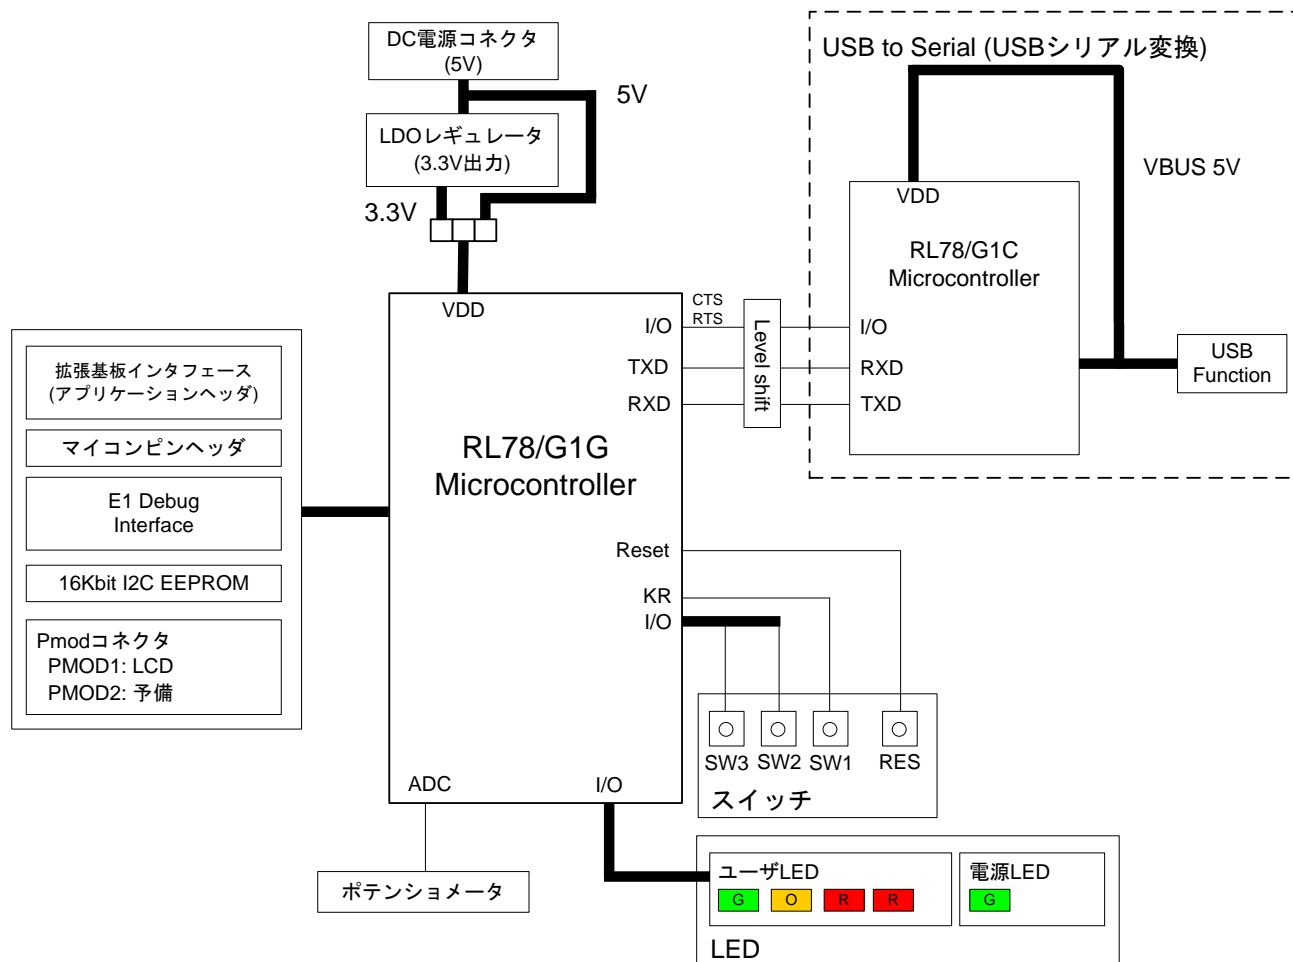 DC電源コネクタ
(5V)
5V
LDOレギュレータ
(3.3V出力)
3.3V
USB to Serial (USBシリアル変換)
VBUS 5V
VDD
RL78/G1C
Microcontroller
I/O
RXD
TXD
USB
Function
VDD
I/O
TXD
RXD
CTS
RTS
Level shift
RL78/G1G
Microcontroller
拡張基板インタフェース
(アプリケーションヘッダ)
マイコンピンヘッダ
E1 Debug
Interface
16Kbit I2C EEPROM
Pmodコネクタ
PMOD1: LCD
PMOD2: 予備
Reset
KR
I/O
SW3
SW2
SW1
RES
スイッチ
ADC
I/O
ポテンショメータ
ユーザLED
G
O
R
R
電源LED
G
LED